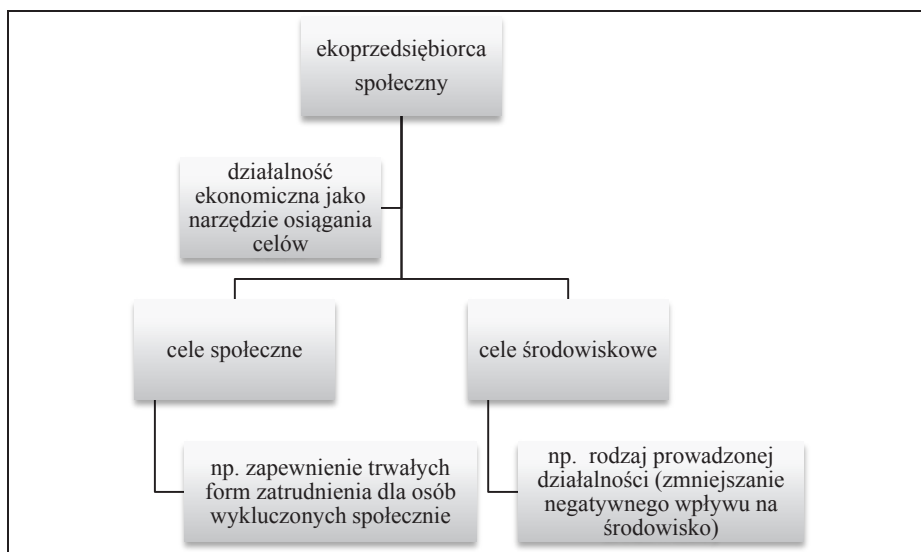 ekoprzedsiębiorca
społeczny
działalność
ekonomiczna jako
narzędzie osiągania
celów
cele społeczne
cele środowiskowe
np. zapewnienie trwałych
form zatrudnienia dla osób
wykluczonych społecznie
np. rodzaj prowadzonej
działalności (zmniejszanie
negatywnego wpływu na
środowisko)